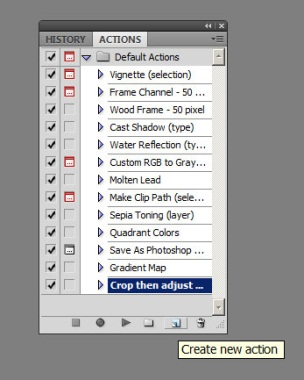 HISTORY ACTIONS
Default Actions
Vignette (selection)
Frame Channel - 50 ...
Wood Frame - 50 pixel
Cast Shadow (type)
Water Reflection (ty...
Custom RGB to Gray...
Molten Lead
Make Clip Path (sele...
Sepia Toning (layer)
Quadrant Colors
Save As Photoshop ...
Gradient Map
Crop then adjust ...
Create new action